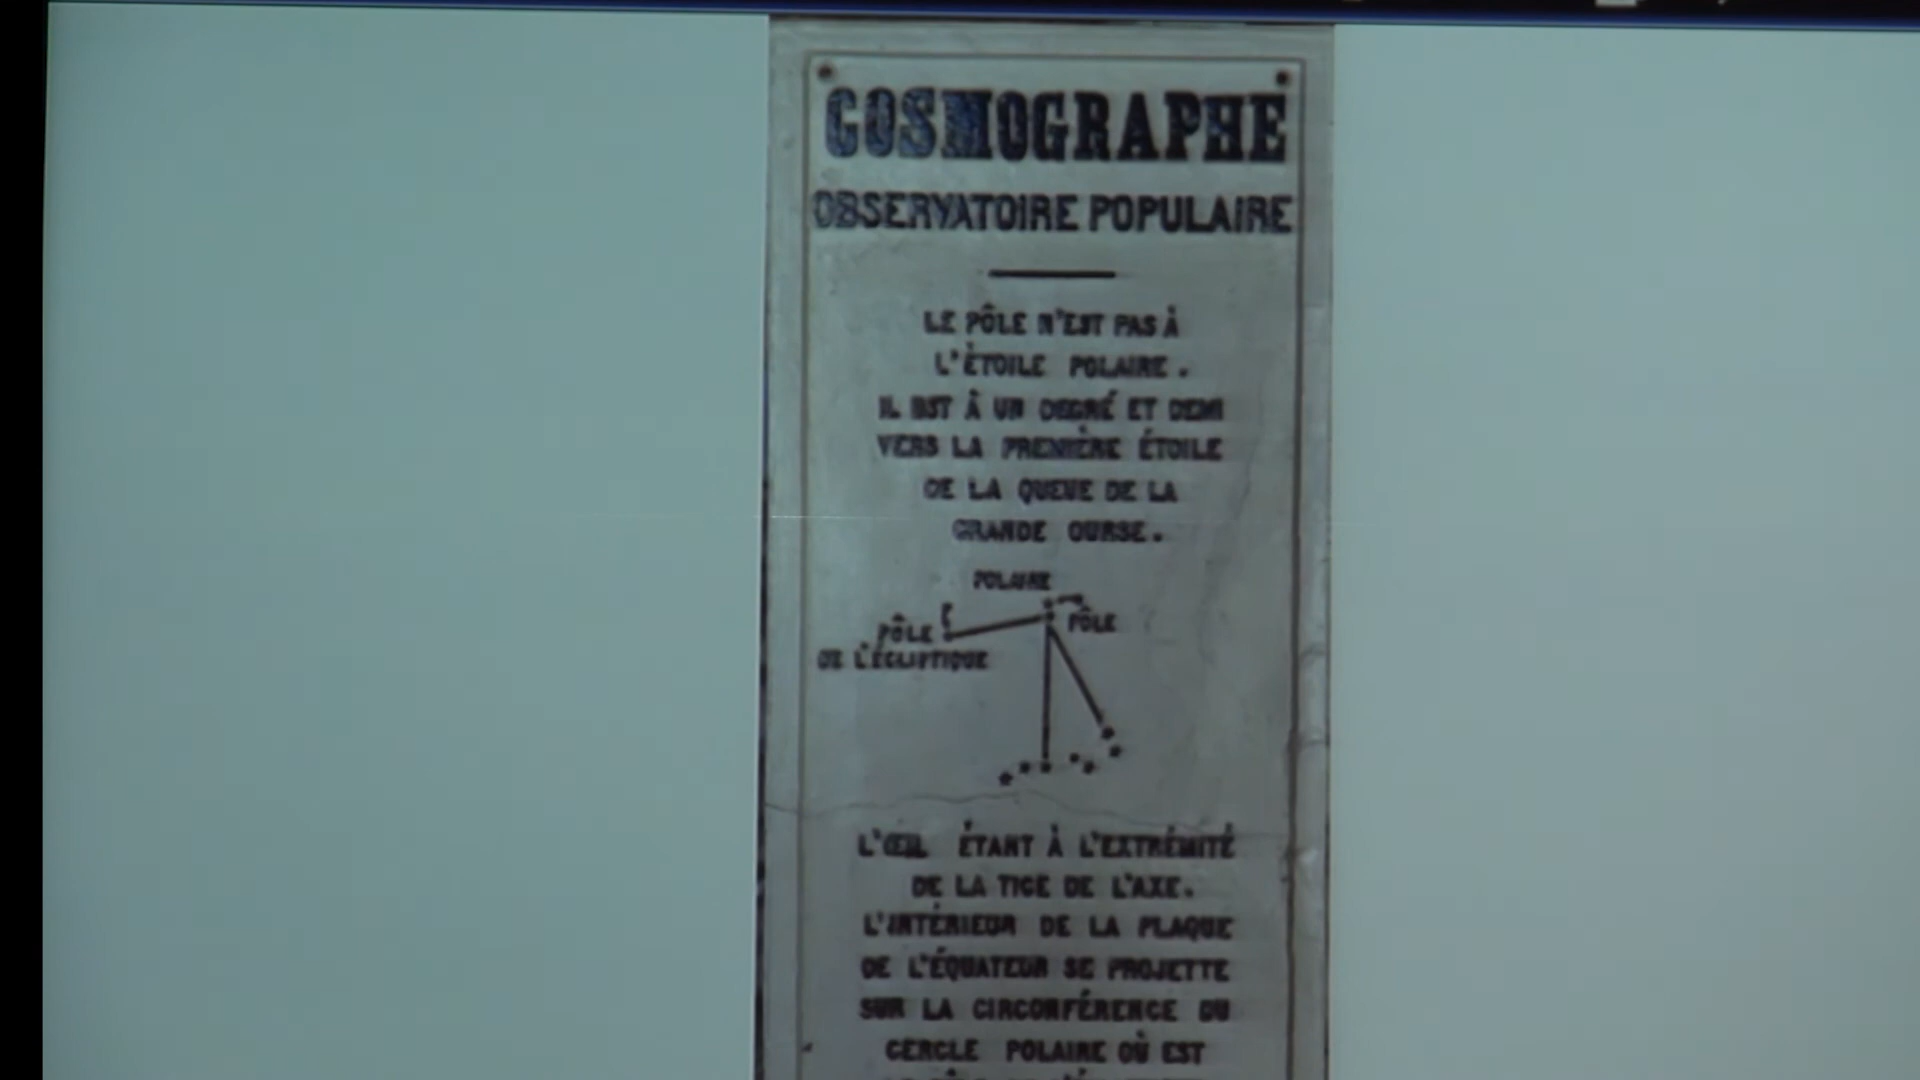 COSMOGRAPHE
OBSERVATOIRE POPULAIRE
LE PÔLE N'EST PAS À
L'ÈTOILE POLAIRE.
IL EST À UN DEGRÉ ET DEMI
VERS LA PREMIÈRE ÉTOILE
DE LA QUEUE DE LA
GRANDE OURSE.
POLAIRE
PÔLE
PÔLE
DE L'ÉCLIPTIQUE
L'ŒIL ÉTANT À L'EXTRÉMITÉ
DE LA TIGE DE L'AXE.
L'INTÉRIEUR DE LA PLAQUE
DE L'ÉQUATEUR SE PROJETTE
SUR LA CIRCONFÉRENCE DU
CERCLE POLAIRE OÙ EST